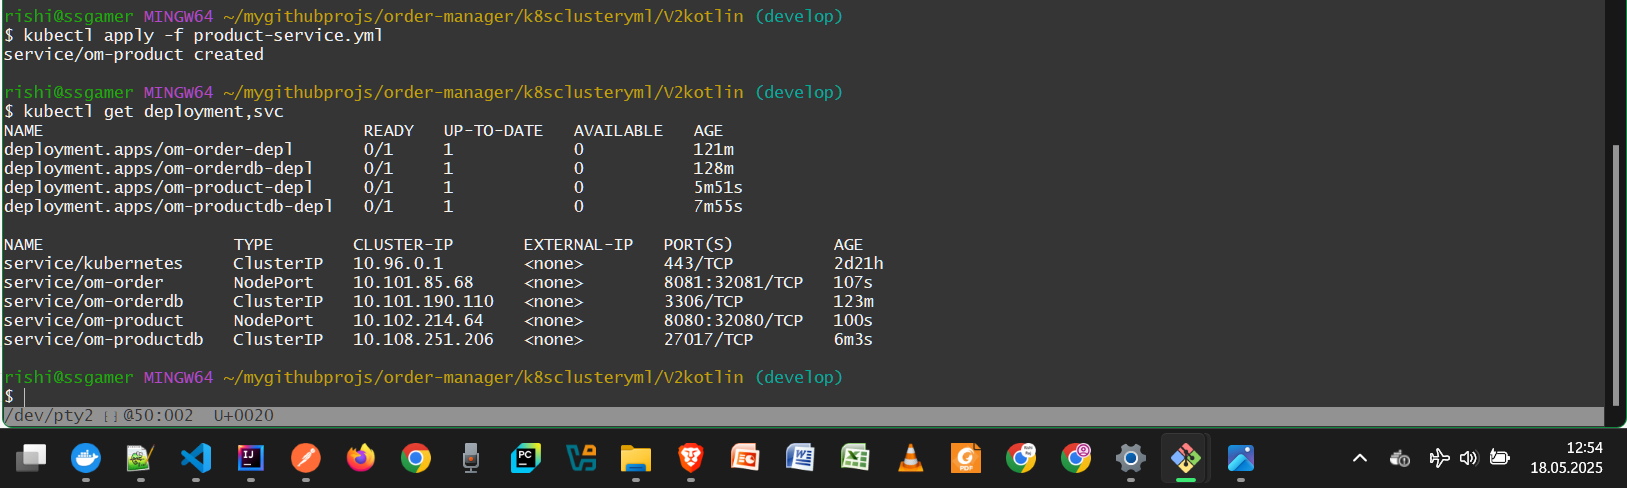 rishi@ssgamer MINGW64 ~/mygithubprojs/order-manager/k8sclusteryml/V2kotlin (develop)
$ kubectl apply -f product-service.yml
service/om-product created
rishi@ssgamer MINGW64 ~/mygithubprojs/order-manager/k8sclusteryml/V2kotlin (develop)
$ kubectl get deployment,svc
NAME READY UP-TO-DATE AVAILABLE AGE
deployment.apps/om-order-depl 0/1 1 0 121m
deployment.apps/om-orderdb-depl 0/1 1 0 128m
deployment.apps/om-product-depl 0/1 1 0 5m51s
deployment.apps/om-productdb-depl 0/1 1 0 7m55s
NAME TYPE CLUSTER-IP EXTERNAL-IP PORT(S) AGE
service/kubernetes ClusterIP 10.96.0.1 <none> 443/TCP 2d21h
service/om-order NodePort 10.101.85.68 <none> 8081:32081/TCP 107s
service/om-orderdb ClusterIP 10.101.190.110 <none> 3306/TCP 123m
service/om-product NodePort 10.102.214.64 <none> 8080:32080/TCP 100s
service/om-productdb ClusterIP 10.108.251.206 <none> 27017/TCP 6m3s
rishi@ssgamer MINGW64 ~/mygithubprojs/order-manager/k8sclusteryml/V2kotlin (develop)
$
/dev/pty2 @50:002 U+0020
IJ PC PDF
12:54
18.05.2025